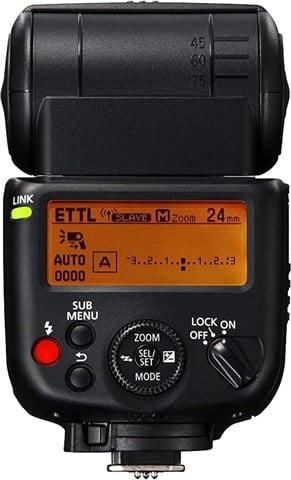 45
60
75
LINK
ETTL SLAVE M Zoom 24mm
AUTO A -3..2..1..▪..1..2..:3
0000
SUB MENU
LOCK ON
OFF
ZOOM
SEL/
SET
MODE